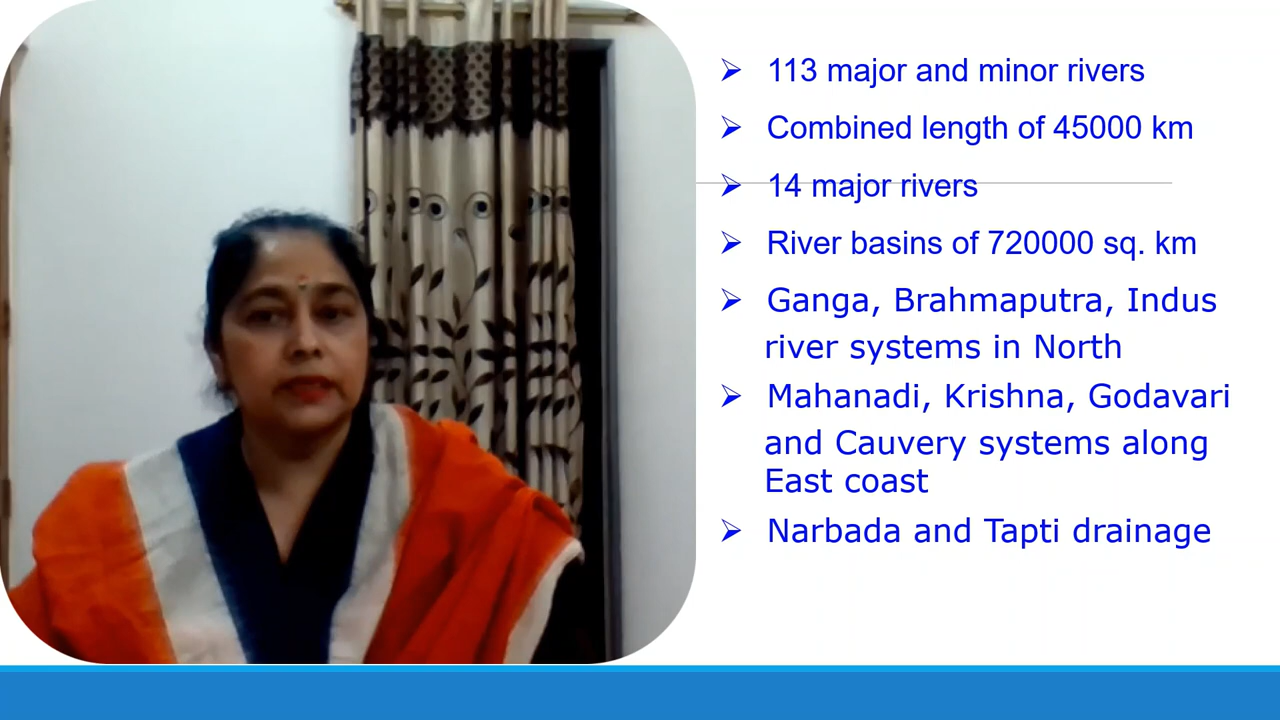 ➢ 113 major and minor rivers
➢ Combined length of 45000 km
➢ 14 major rivers
➢ River basins of 720000 sq. km
➢ Ganga, Brahmaputra, Indus
river systems in North
➢ Mahanadi, Krishna, Godavari
and Cauvery systems along
East coast
➢ Narbada and Tapti drainage